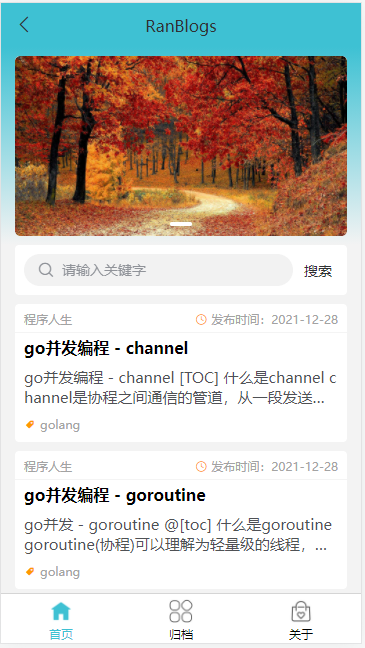 RanBlogs
请输入关键字 搜索
程序人生 发布时间：2021-12-28
go并发编程 - channel
go并发编程 - channel [TOC] 什么是channel c
hannel是协程之间通信的管道，从一段发送...
golang
程序人生 发布时间：2021-12-28
go并发编程 - goroutine
go并发 - goroutine @[toc] 什么是goroutine
goroutine(协程)可以理解为轻量级的线程，...
golang
首页 归档 关于